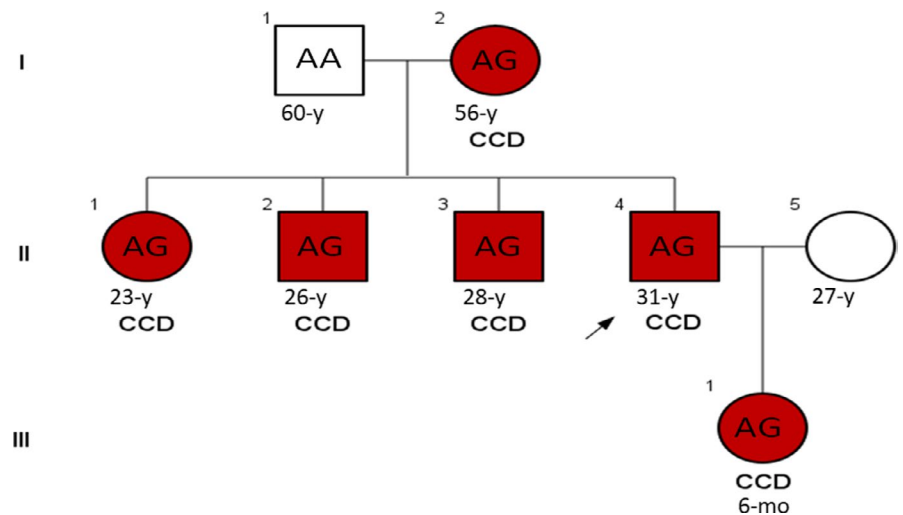 1 2
I AA AG
60-y 56-y
CCD
1 2 3 4 5
II AG AG AG AG
23-y 26-y 28-y 31-y 27-y
CCD CCD CCD CCD
1
III AG
CCD
6-mo